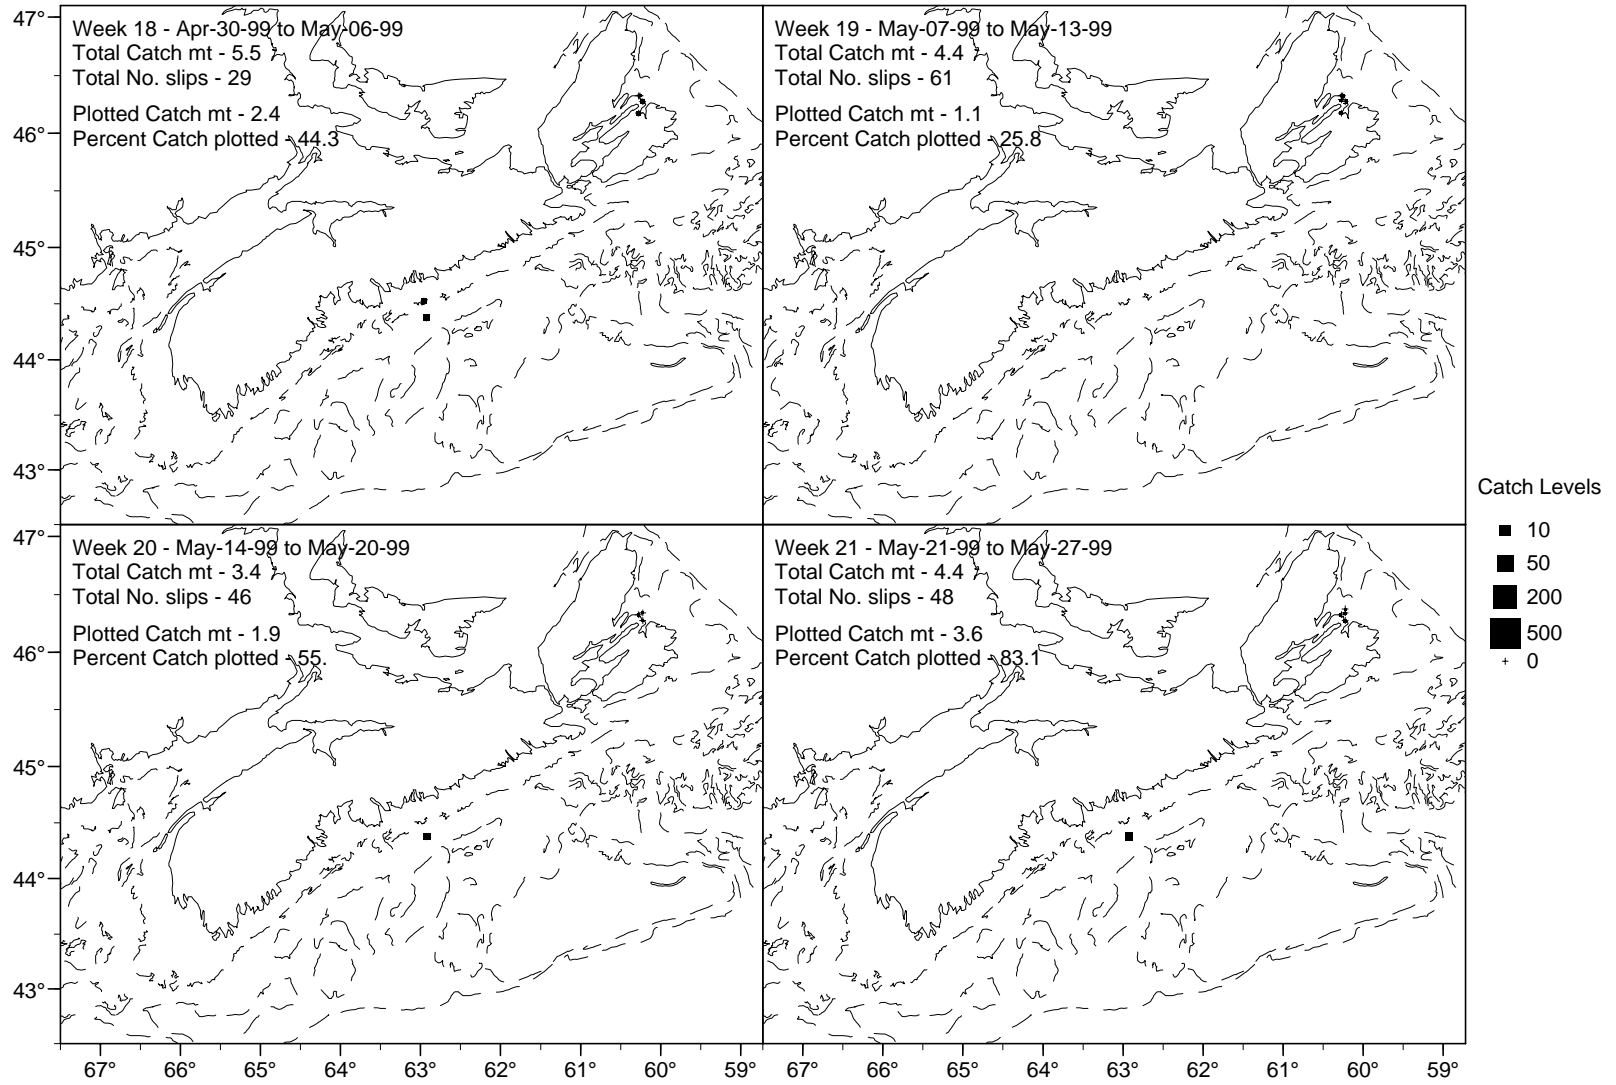 47°
46°
45°
44°
43°
Week 18 - Apr-30-99 to May-06-99
Total Catch mt - 5.5
Total No. slips - 29
Plotted Catch mt - 2.4
Percent Catch plotted - 44.3
Week 19 - May-07-99 to May-13-99
Total Catch mt - 4.4
Total No. slips - 61
Plotted Catch mt - 1.1
Percent Catch plotted - 25.8
47°
46°
45°
44°
43°
Week 20 - May-14-99 to May-20-99
Total Catch mt - 3.4
Total No. slips - 46
Plotted Catch mt - 1.9
Percent Catch plotted - 55.
Week 21 - May-21-99 to May-27-99
Total Catch mt - 4.4
Total No. slips - 48
Plotted Catch mt - 3.6
Percent Catch plotted - 83.1
Catch Levels
10
50
200
500
0
67° 66° 65° 64° 63° 62° 61° 60° 59°
67° 66° 65° 64° 63° 62° 61° 60° 59°